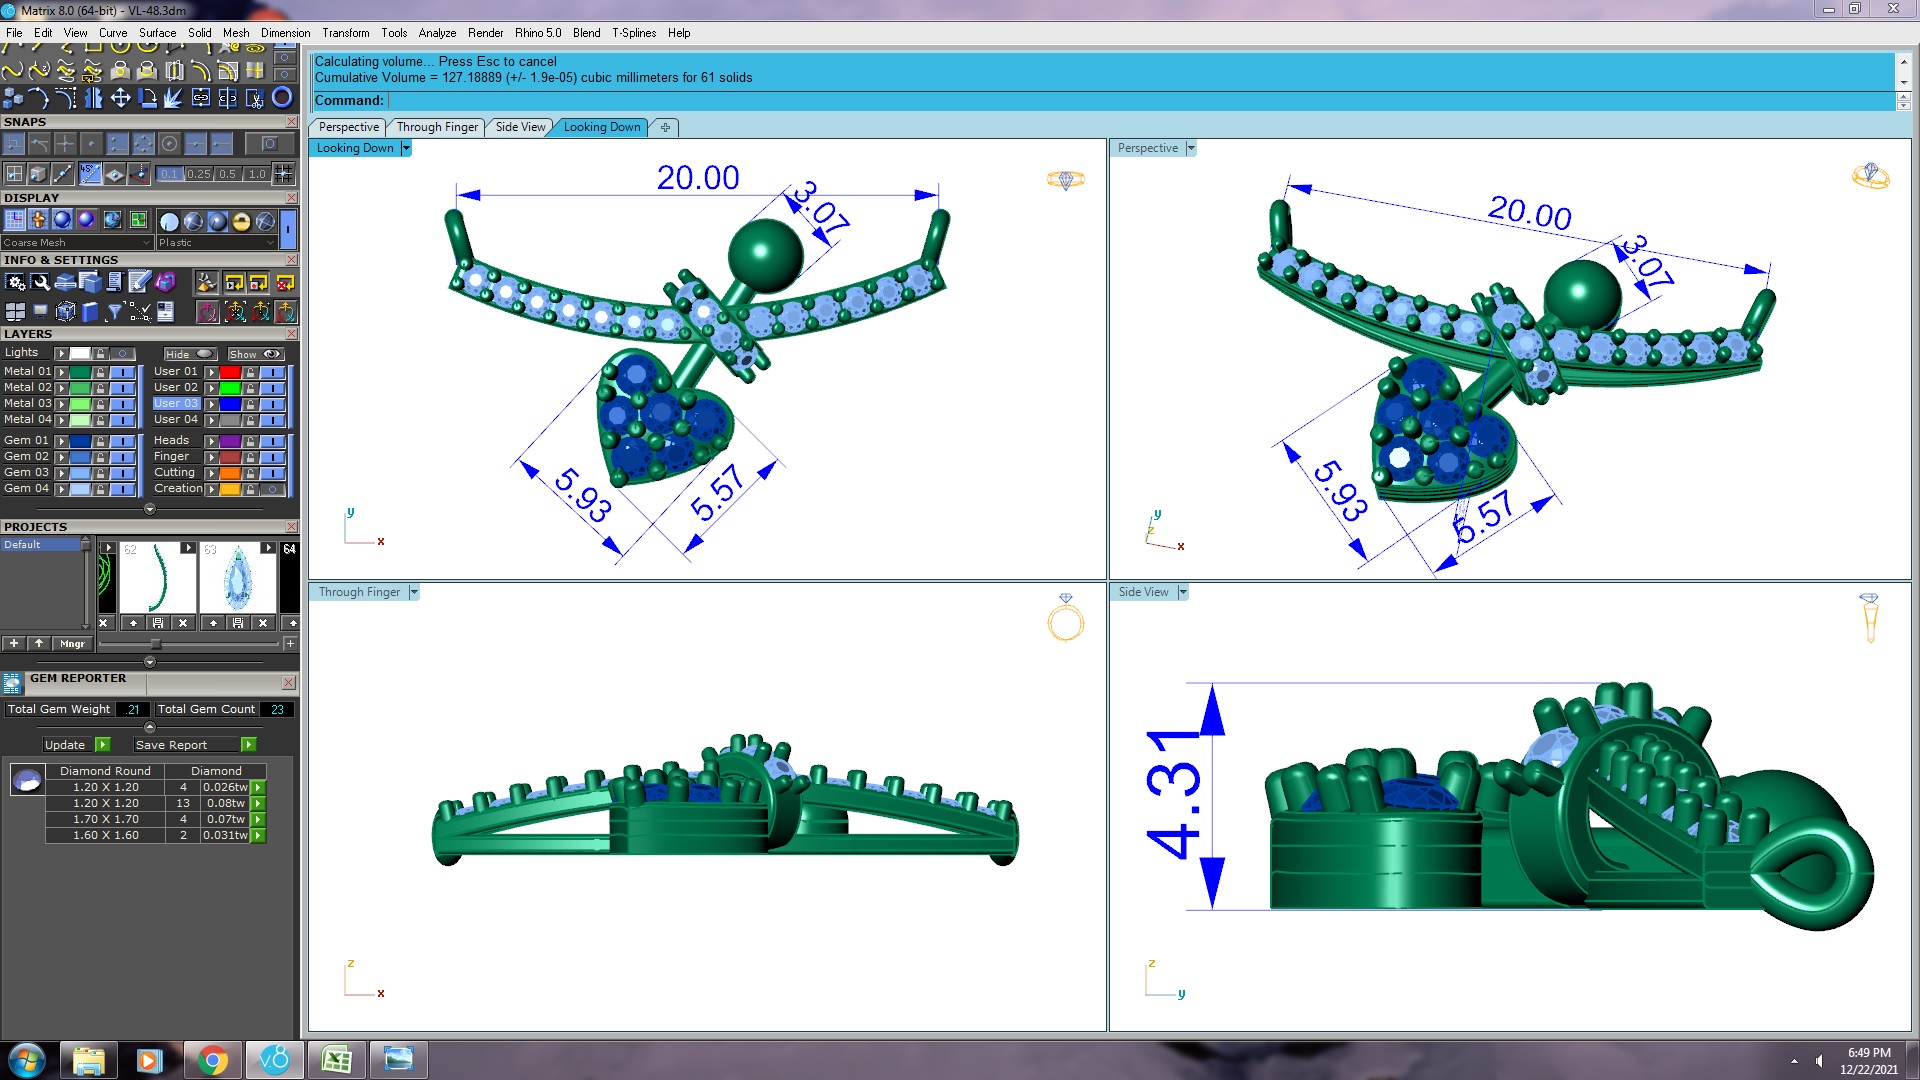 Matrix 8.0 (64-bit) - VL-48.3dm
File Edit View Curve Surface Solid Mesh Dimension Transform Tools Analyze Render Rhino 5.0 Blend T-Splines Help
Calculating volume... Press Esc to cancel
Cumulative Volume = 127.18889 (+/- 1.9e-05) cubic millimeters for 61 solids
Command:
Perspective Through Finger Side View Looking Down
SNAPS
45°
0.1 0.25 0.5 1.0
DISPLAY
Coarse Mesh Plastic
INFO & SETTINGS
LAYERS
Lights Hide Show
Metal 01 User 01
Metal 02 User 02
Metal 03 User 03
Metal 04 User 04
Gem 01 Heads
Gem 02 Finger
Gem 03 Cutting
Gem 04 Creation
PROJECTS
Default
62 63 64
Mngr
GEM REPORTER
Total Gem Weight .21 Total Gem Count 23
Update Save Report
Diamond Round Diamond
1.20 X 1.20 4 0.026tw
1.20 X 1.20 13 0.08tw
1.70 X 1.70 4 0.07tw
1.60 X 1.60 2 0.031tw
Looking Down
20.00
3.07
5.93
5.57
y
x
Perspective
20.00
3.07
5.93
5.57
y
z
x
Through Finger
z
x
Side View
4.31
z
y
v8
6:49 PM
12/22/2021